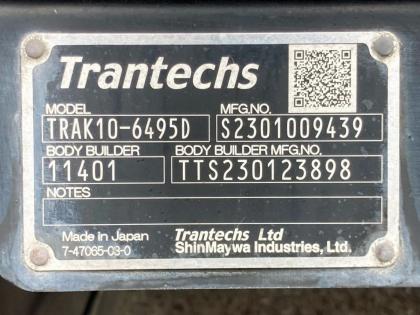 Trantechs
MODEL MFG.NO.
TRAK10-6495D S2301009439
BODY BUILDER BODY BUILDER MFG.NO.
11401 TTS230123898
NOTES
Made in Japan Trantechs Ltd
7-47065-03-0 ShinMaywa Industries, Ltd.